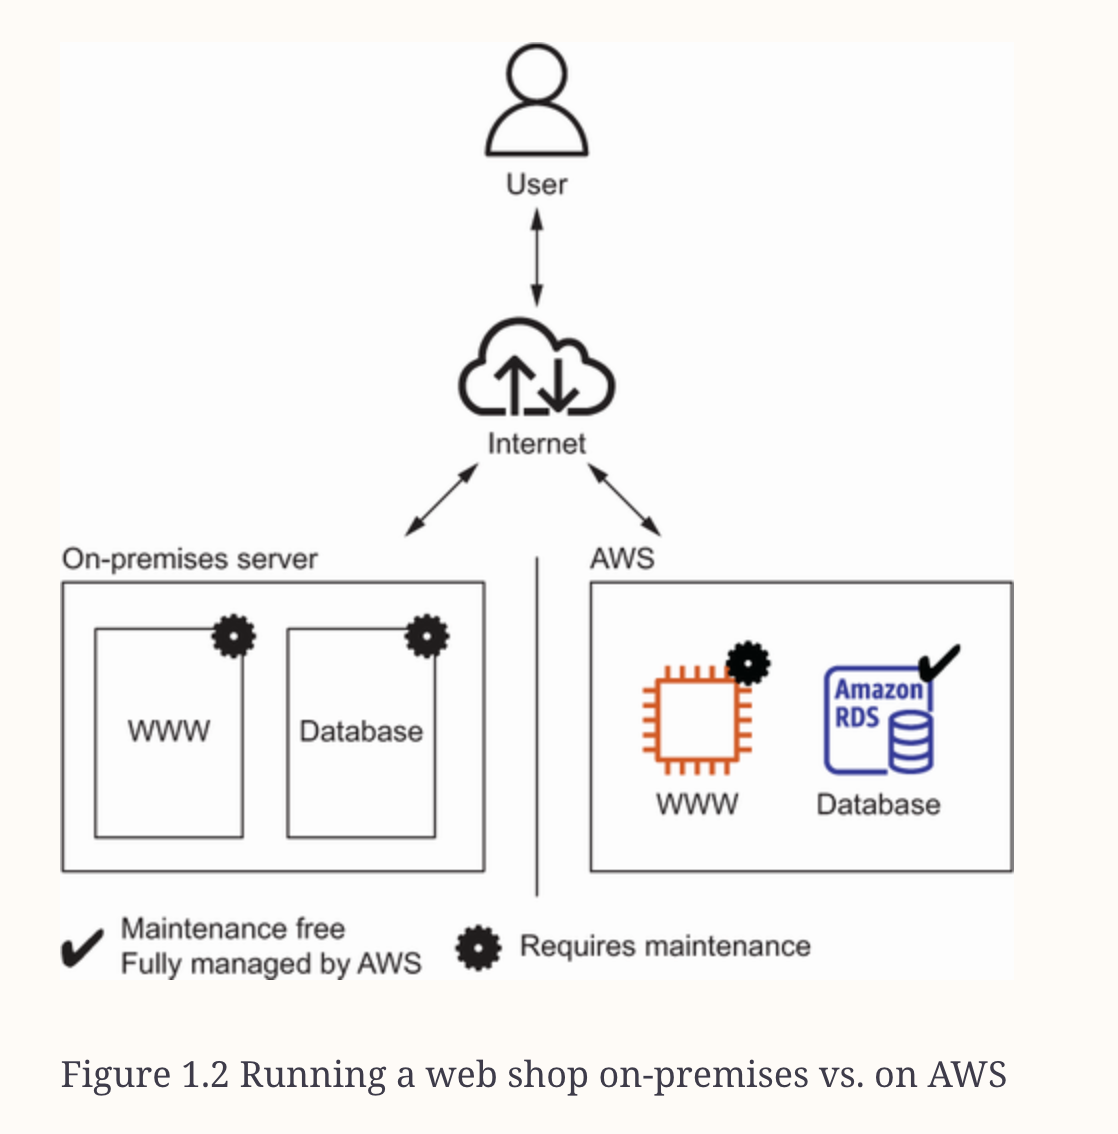 User
Internet
On-premises server
AWS
WWW
Database
Amazon
RDS
WWW
Database
Maintenance free
Fully managed by AWS
Requires maintenance
Figure 1.2 Running a web shop on-premises vs. on AWS